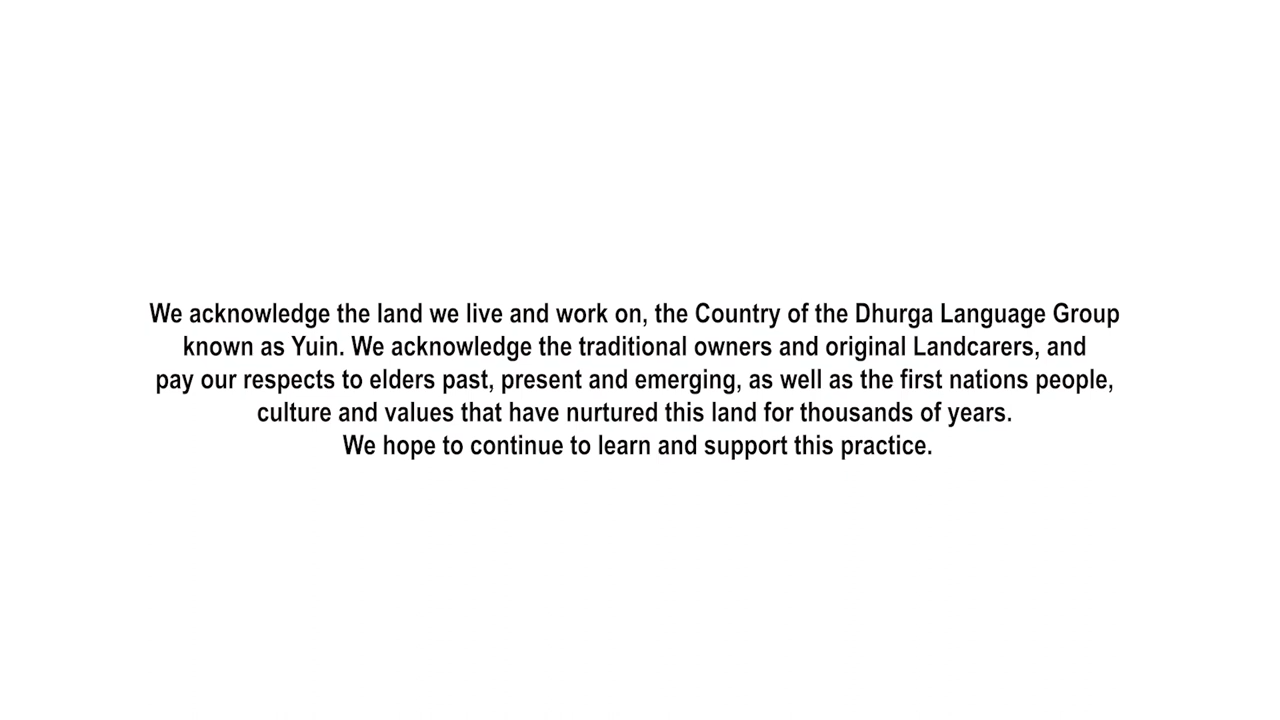 We acknowledge the land we live and work on, the Country of the Dhurga Language Group
known as Yuin. We acknowledge the traditional owners and original Landcarers, and
pay our respects to elders past, present and emerging, as well as the first nations people,
culture and values that have nurtured this land for thousands of years.
We hope to continue to learn and support this practice.